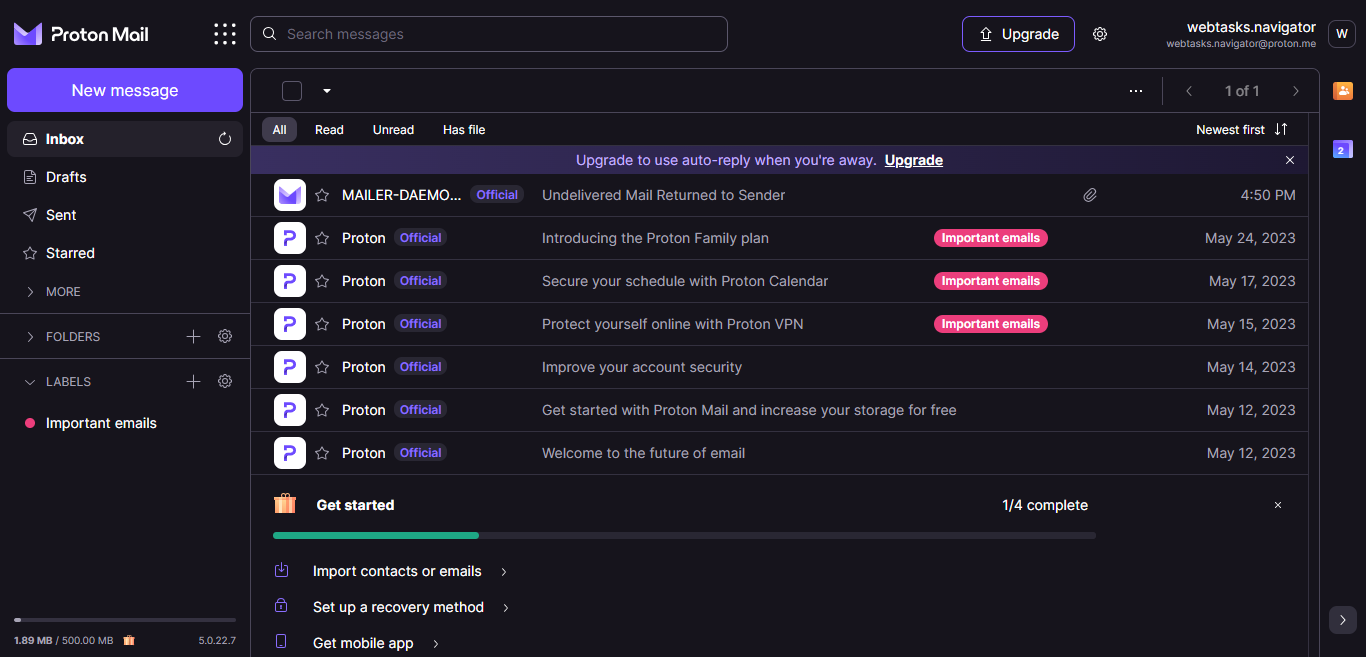 Proton Mail
Search messages
Upgrade
webtasks.navigator
webtasks.navigator@proton.me
W
New message
Inbox
Drafts
Sent
Starred
MORE
FOLDERS
LABELS
Important emails
1.89 MB / 500.00 MB
5.0.22.7
1 of 1
All Read Unread Has file Newest first
Upgrade to use auto-reply when you're away. Upgrade
MAILER-DAEMO... Official Undelivered Mail Returned to Sender 4:50 PM
Proton Official Introducing the Proton Family plan Important emails May 24, 2023
Proton Official Secure your schedule with Proton Calendar Important emails May 17, 2023
Proton Official Protect yourself online with Proton VPN Important emails May 15, 2023
Proton Official Improve your account security May 14, 2023
Proton Official Get started with Proton Mail and increase your storage for free May 12, 2023
Proton Official Welcome to the future of email May 12, 2023
Get started 1/4 complete
Import contacts or emails
Set up a recovery method
Get mobile app
2